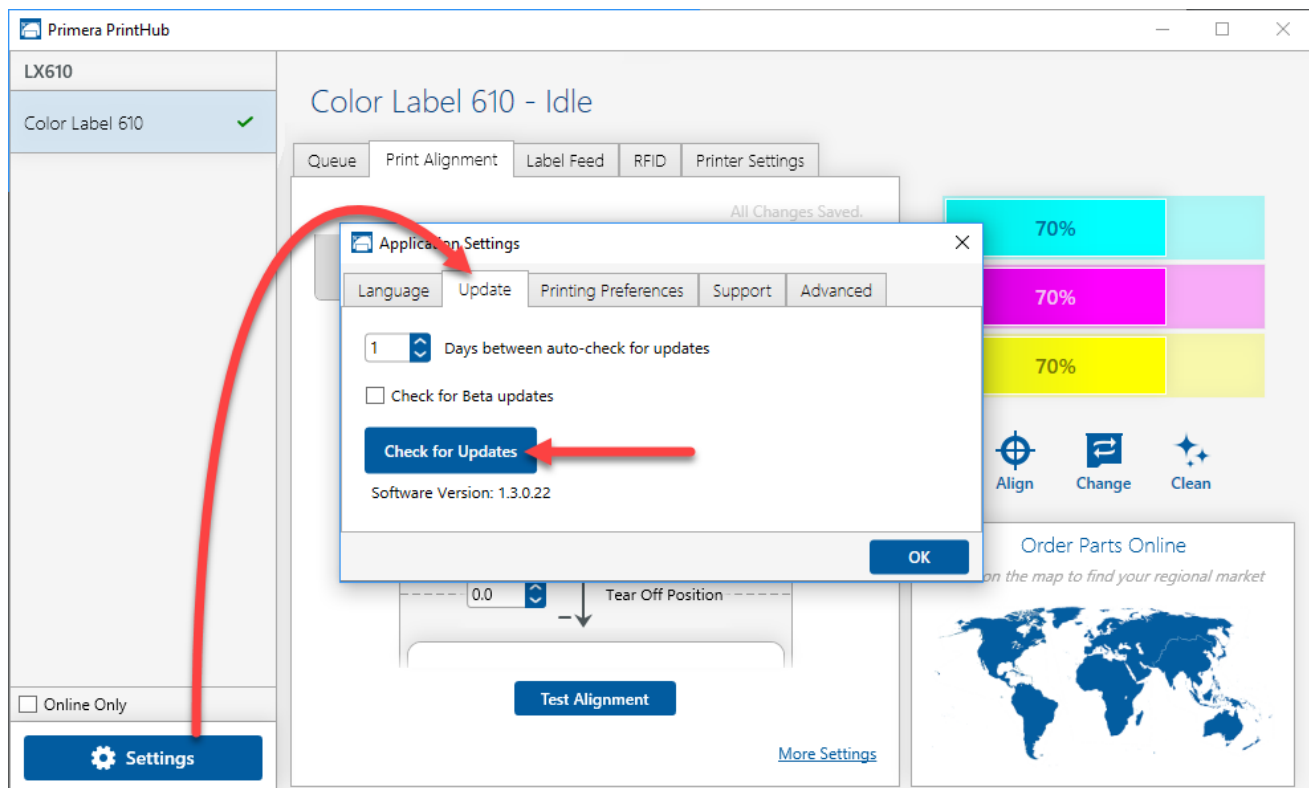 Primera PrintHub
LX610
Color Label 610
Color Label 610 - Idle
Queue Print Alignment Label Feed RFID Printer Settings
All Changes Saved.
Application Settings
Language Update Printing Preferences Support Advanced
1 Days between auto-check for updates
Check for Beta updates
Check for Updates
Software Version: 1.3.0.22
OK
70%
70%
70%
Align Change Clean
Order Parts Online
on the map to find your regional market
0.0 Tear Off Position
Test Alignment
More Settings
Online Only
Settings